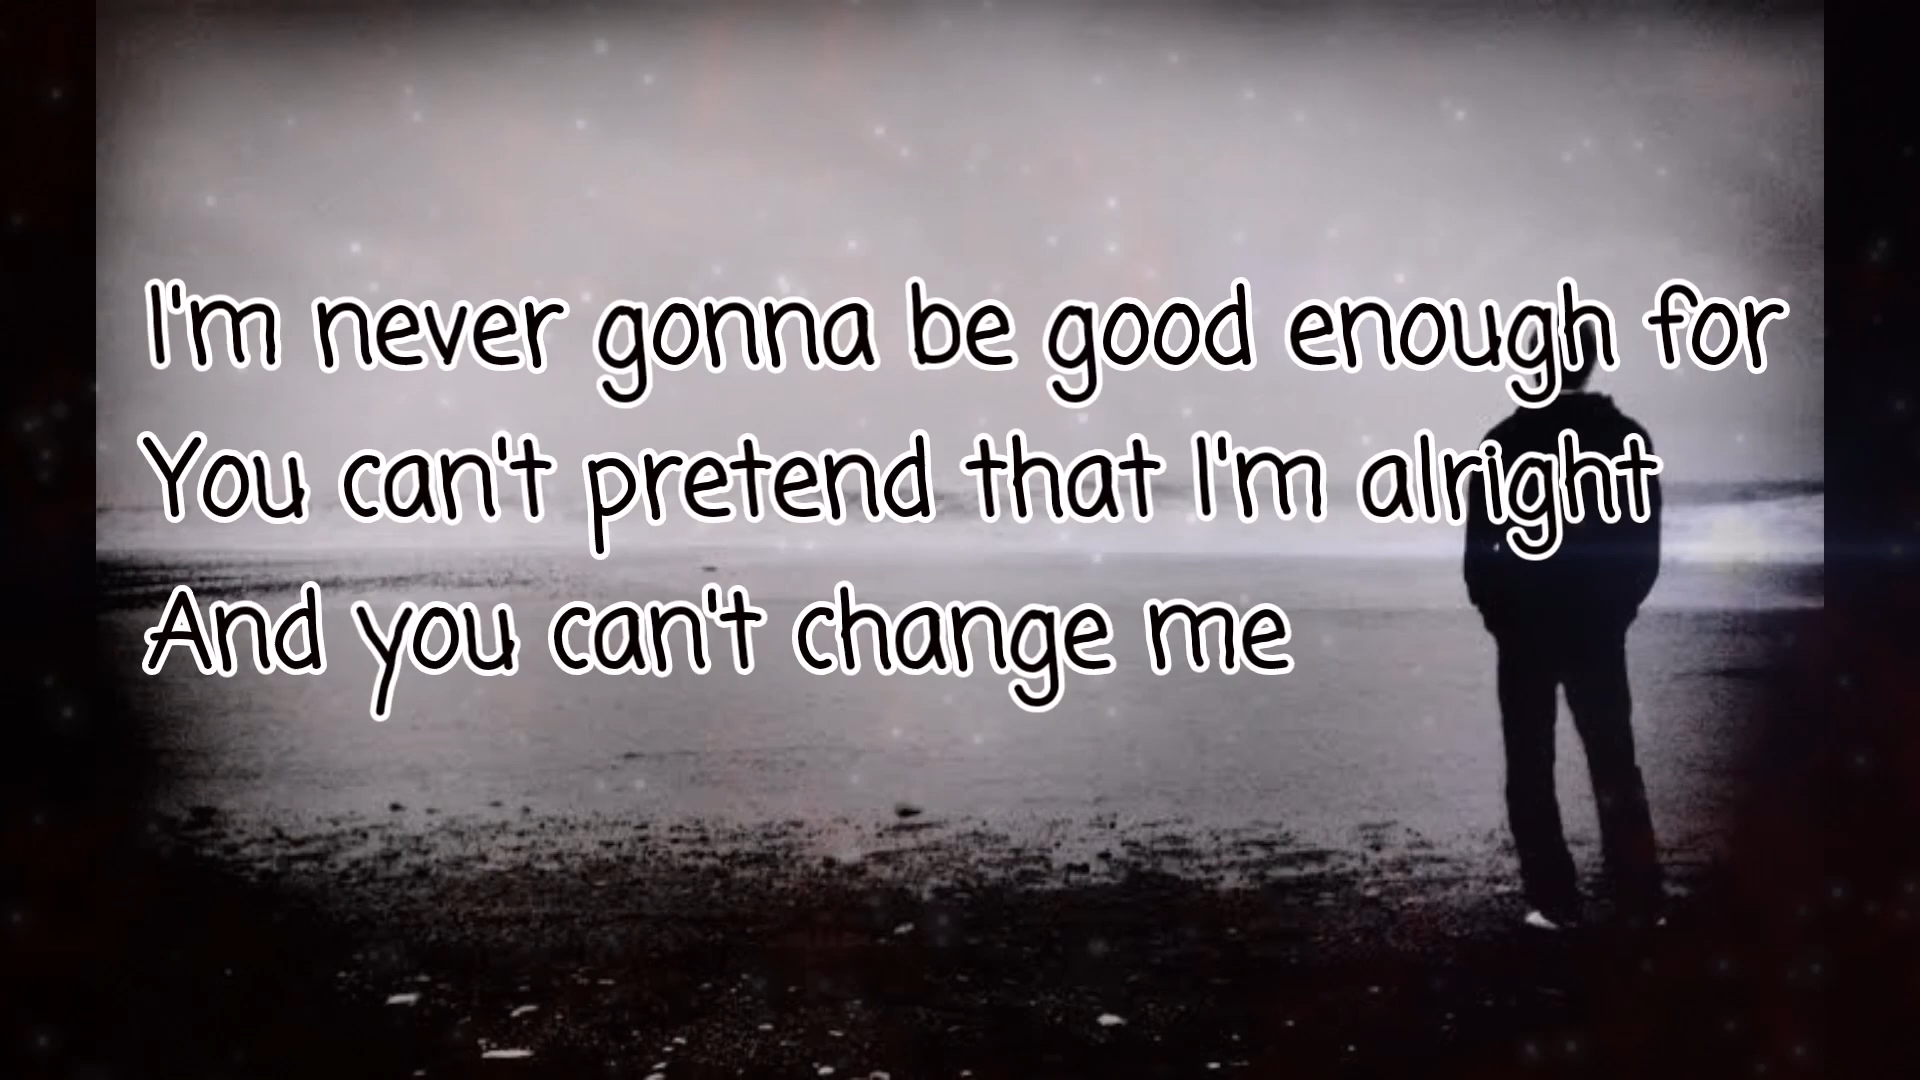 I'm never gonna be good enough for
You can't pretend that I'm alright
And you can't change me